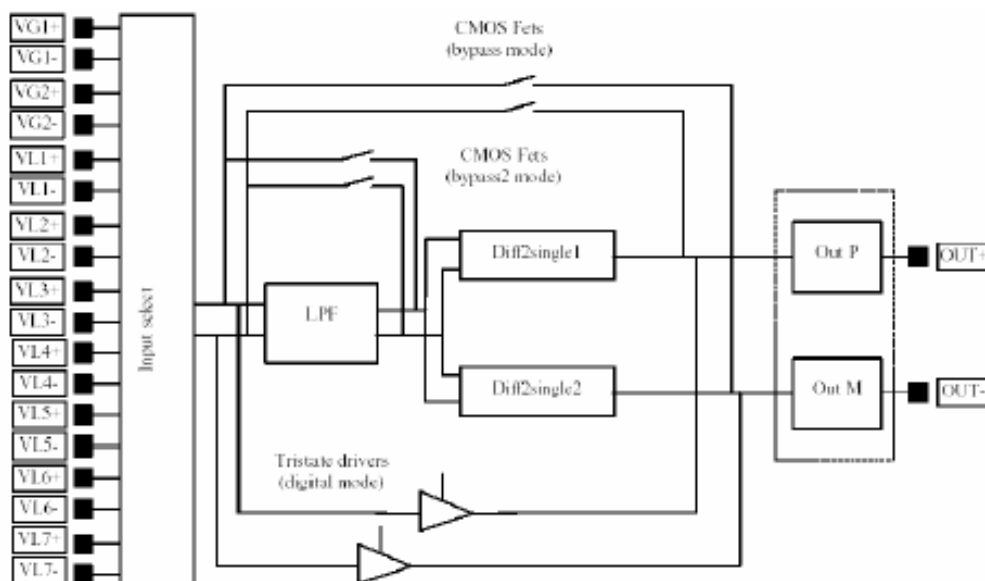 VG1+
VG1-
VG2+
VG2-
VL1+
VL1-
VL2+
VL2-
VL3+
VL3-
VL4+
VL4-
VL5+
VL5-
VL6+
VL6-
VL7+
VL7-
Input select
CMOS Fets
(bypass mode)
CMOS Fets
(bypass2 mode)
LPF
Diff2single1
Diff2single2
Tristate drivers
(digital mode)
Out P
Out M
OUT+
OUT-